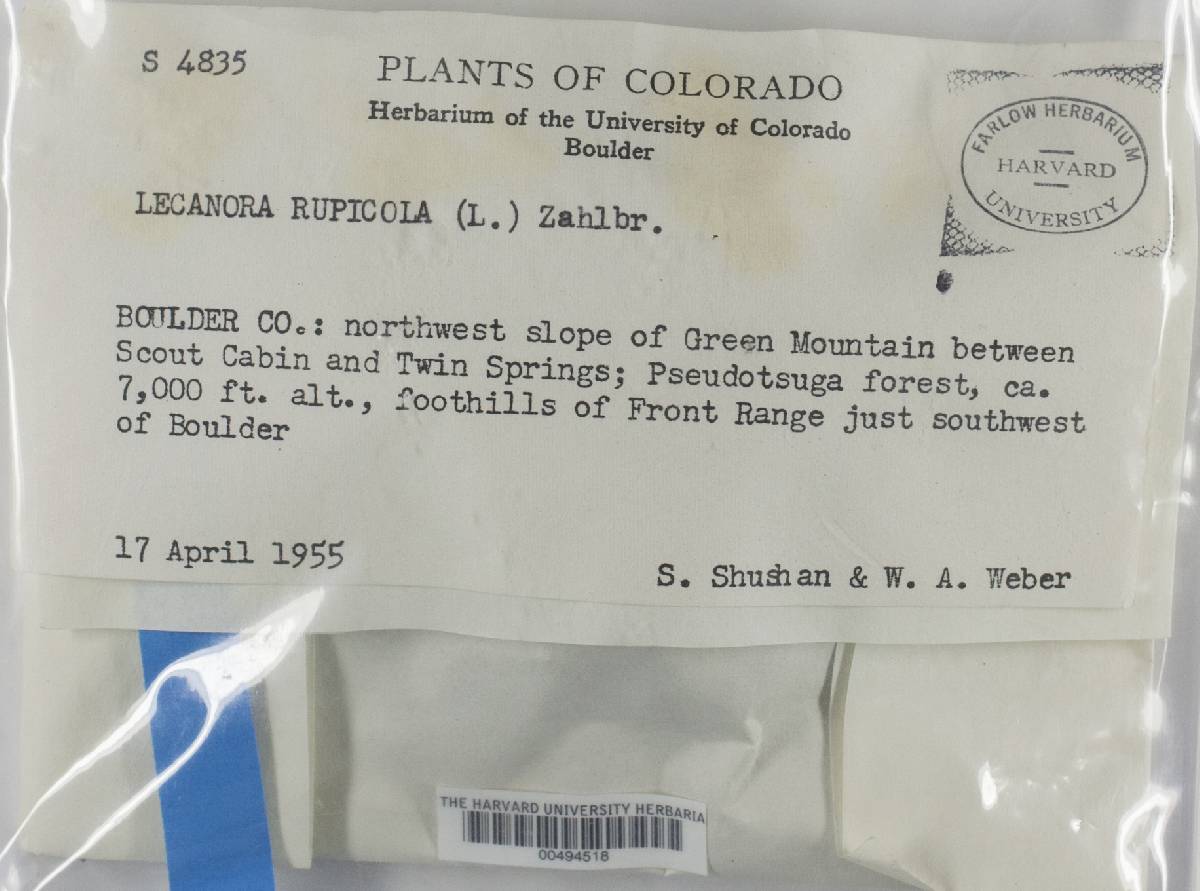 S 4835
PLANTS OF COLORADO
Herbarium of the University of Colorado
Boulder
FARLOW HERBARIUM
HARVARD
UNIVERSITY
LECANORA RUPICOLA (L.) Zahlbr.
BOULDER CO.: northwest slope of Green Mountain between
Scout Cabin and Twin Springs; Pseudotsuga forest, ca.
7,000 ft. alt., foothills of Front Range just southwest
of Boulder
17 April 1955
S. Shushan & W. A. Weber
THE HARVARD UNIVERSITY HERBARIA
00494518